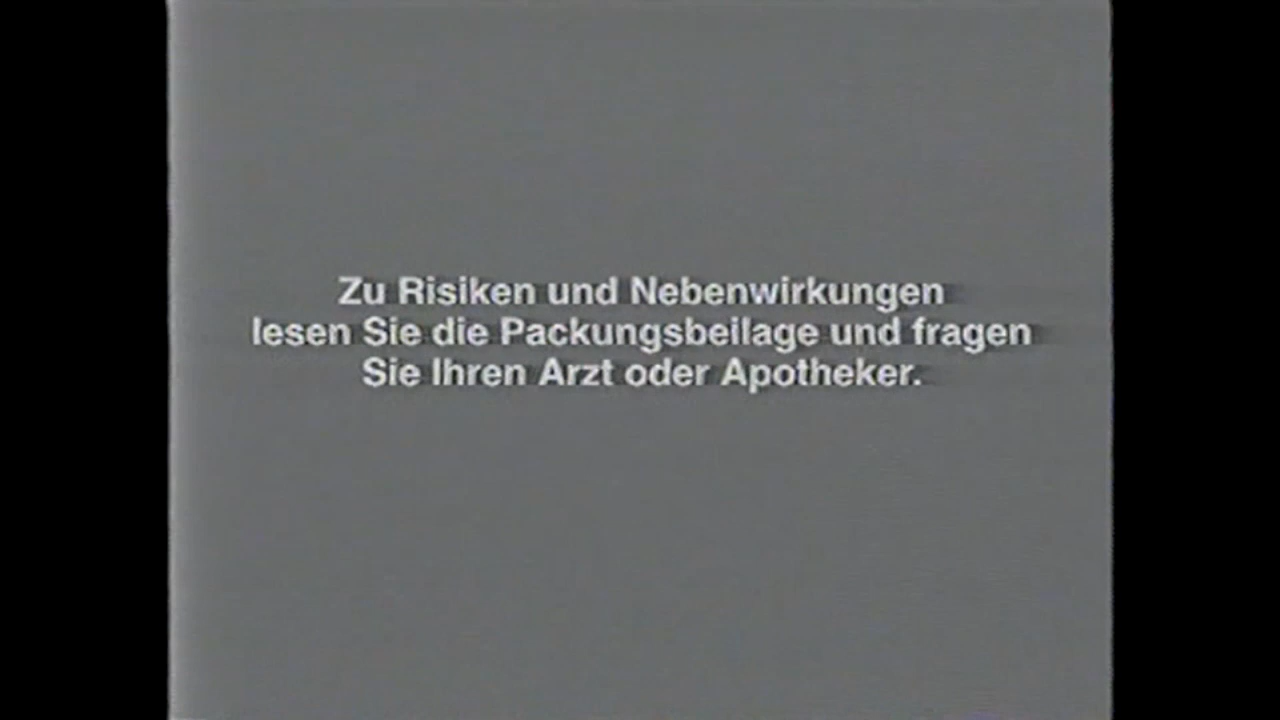 Zu Risiken und Nebenwirkungen
lesen Sie die Packungsbeilage und fragen
Sie Ihren Arzt oder Apotheker.